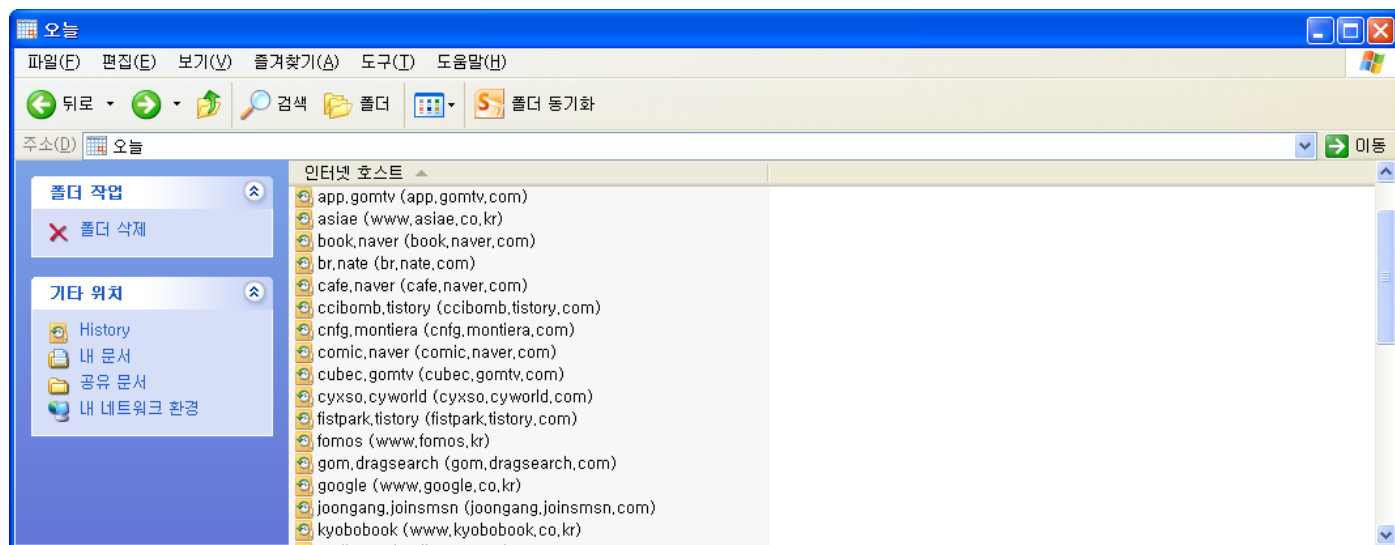 오늘
파일(F) 편집(E) 보기(V) 즐겨찾기(A) 도구(T) 도움말(H)
뒤로 검색 폴더 폴더 동기화
주소(D) 오늘 이동
폴더 작업
폴더 삭제
기타 위치
History
내 문서
공유 문서
내 네트워크 환경
인터넷 호스트
app.gomtv (app.gomtv.com)
asiae (www.asiae.co.kr)
book.naver (book.naver.com)
br.nate (br.nate.com)
cafe.naver (cafe.naver.com)
ccibomb.tistory (ccibomb.tistory.com)
cnfg.montiera (cnfg.montiera.com)
comic.naver (comic.naver.com)
cubec.gomtv (cubec.gomtv.com)
cyxso.cyworld (cyxso.cyworld.com)
fistpark.tistory (fistpark.tistory.com)
fomos (www.fomos.kr)
gom.dragsearch (gom.dragsearch.com)
google (www.google.co.kr)
joongang.joinsmsn (joongang.joinsmsn.com)
kyobobook (www.kyobobook.co.kr)